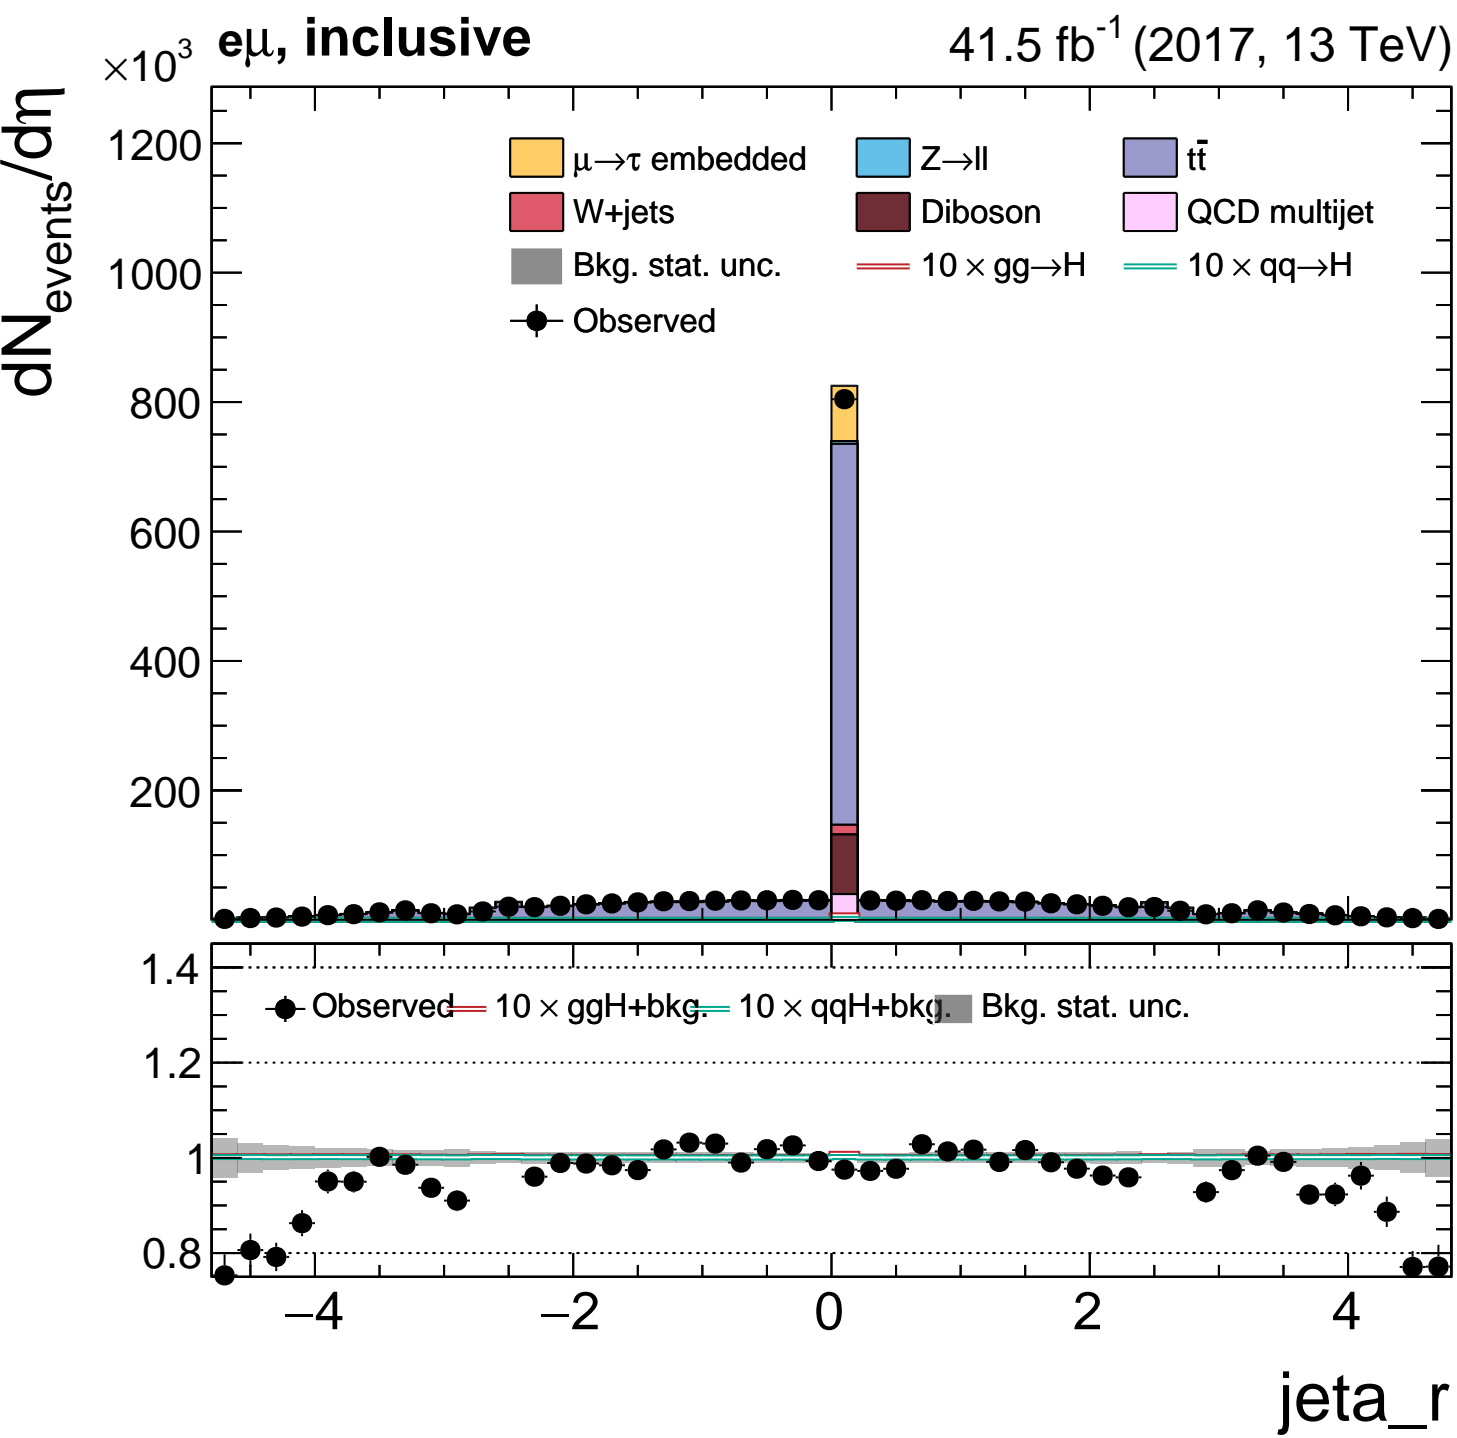 ×10³ eμ, inclusive 41.5 fb⁻¹ (2017, 13 TeV)
dN_events/dη
1200
1000
800
600
400
200
μ→τ embedded Z→ll tt̄
W+jets Diboson QCD multijet
Bkg. stat. unc. 10 × gg→H 10 × qq→H
Observed
1.4
1.2
1
0.8
Observed 10 × ggH+bkg. 10 × qqH+bkg. Bkg. stat. unc.
−4 −2 0 2 4
jeta_r